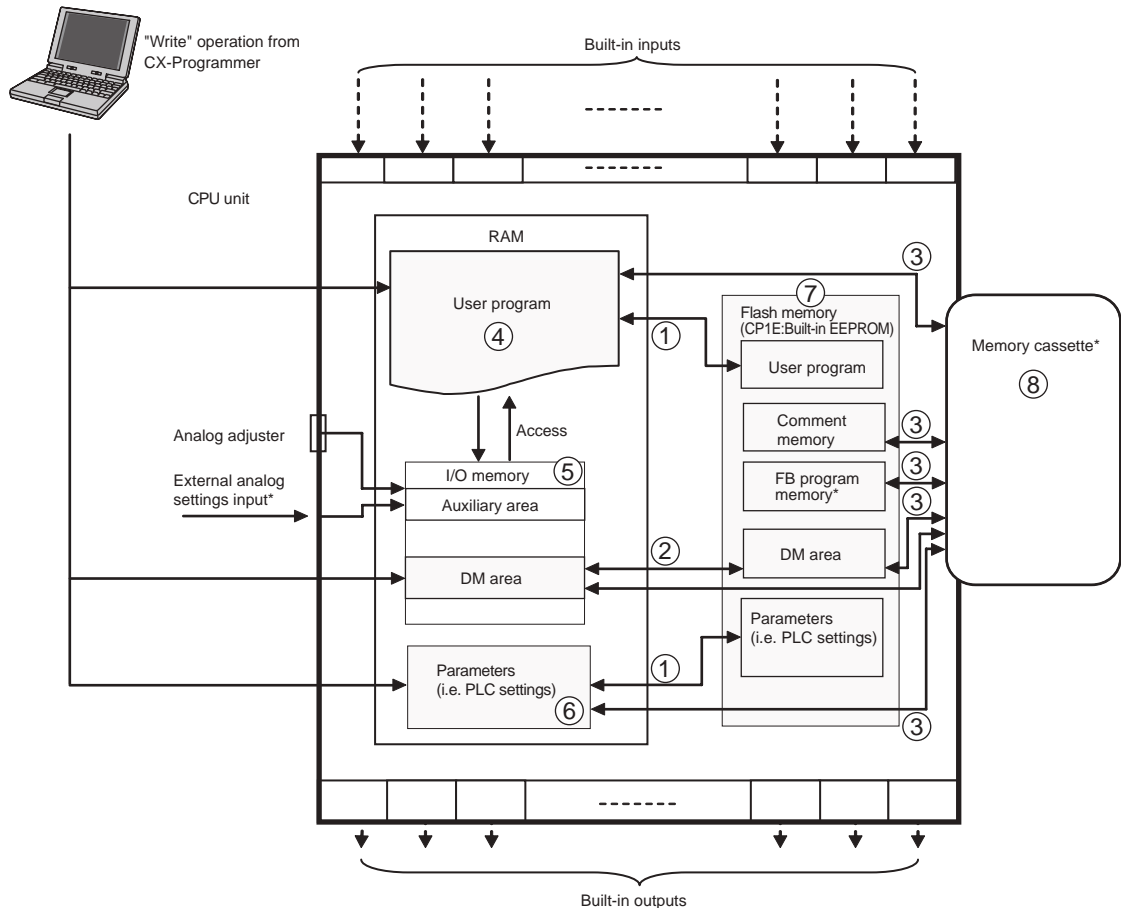 "Write" operation from
CX-Programmer
Built-in inputs
CPU unit
RAM
User program
④
①
③
⑦
Flash memory
(CP1E:Built-in EEPROM)
User program
Memory cassette*
⑧
Comment
memory
③
FB program
memory*
③
③
Analog adjuster
External analog
settings input*
Access
I/O memory
⑤
Auxiliary area
②
DM area
DM area
Parameters
(i.e. PLC settings)
⑥
①
Parameters
(i.e. PLC settings)
③
Built-in outputs